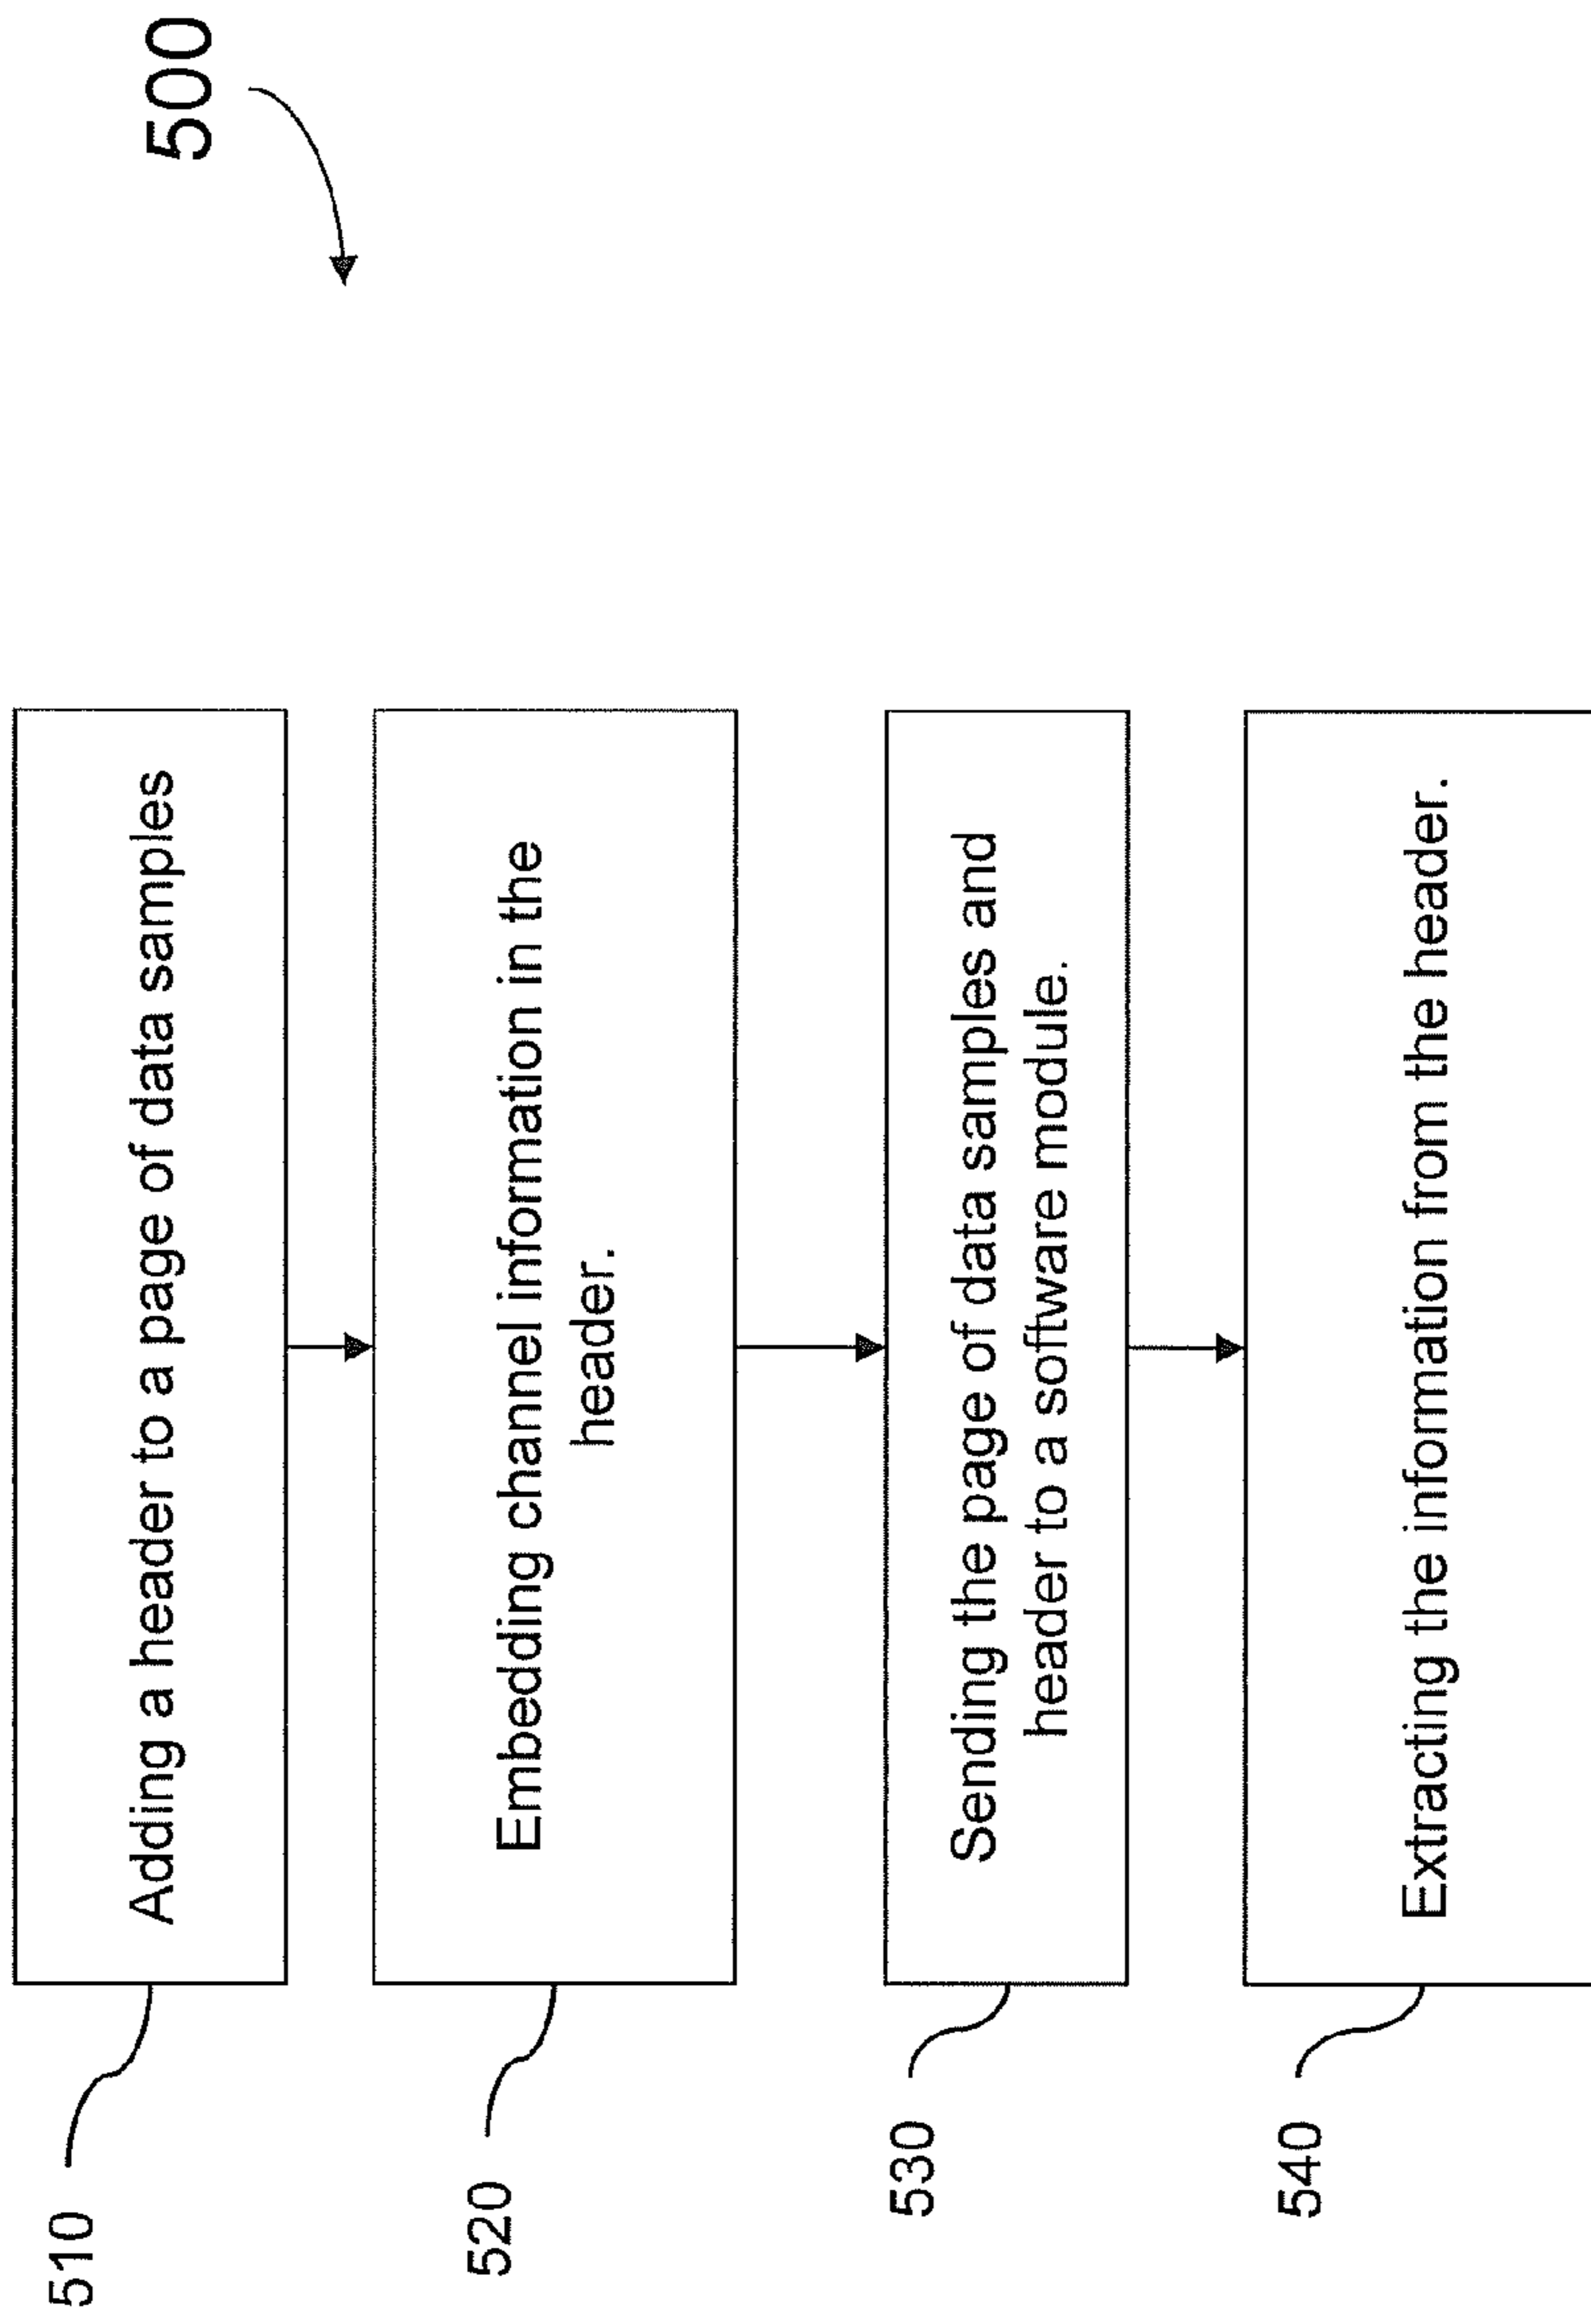 500
510
Adding a header to a page of data samples
520
Embedding channel information in the
header.
530
Sending the page of data samples and
header to a software module.
540
Extracting the information from the header.